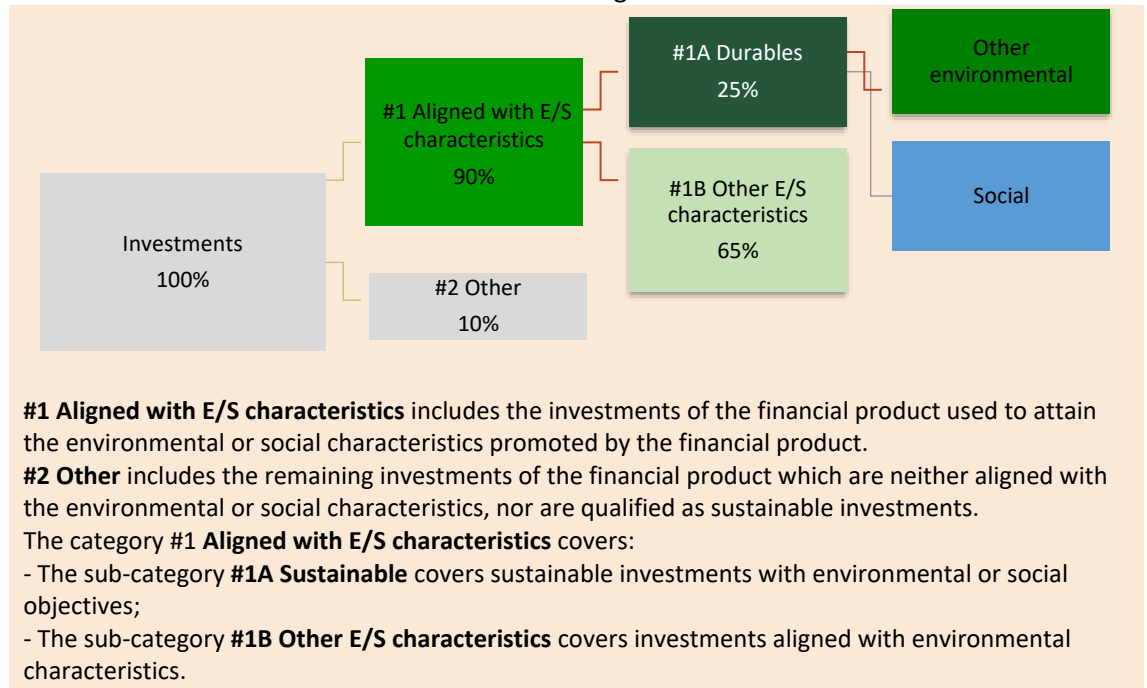 #1A Durables
25%
Other
environmental
#1 Aligned with E/S
characteristics
90%
#1B Other E/S
characteristics
65%
Social
Investments
100%
#2 Other
10%
#1 Aligned with E/S characteristics includes the investments of the financial product used to attain
the environmental or social characteristics promoted by the financial product.
#2 Other includes the remaining investments of the financial product which are neither aligned with
the environmental or social characteristics, nor are qualified as sustainable investments.
The category #1 Aligned with E/S characteristics covers:
- The sub-category #1A Sustainable covers sustainable investments with environmental or social
objectives;
- The sub-category #1B Other E/S characteristics covers investments aligned with environmental
characteristics.